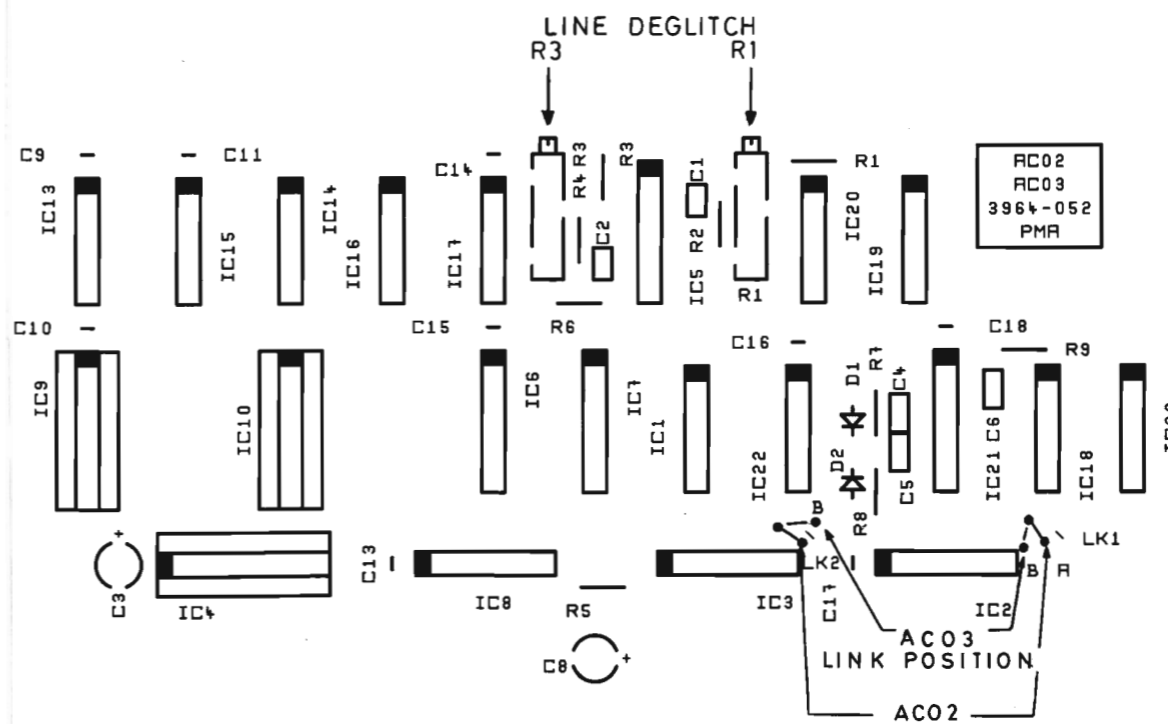 LINE DEGLITCH
R3
R1
C9
C11
C14
R3
R4
R3
C1
R1
AC02
AC03
3964-052
PMA
IC13
IC15
IC14
IC16
IC17
C2
R2
IC5
R1
IC20
IC19
C10
C15
R6
C16
C18
R9
IC9
IC10
IC6
IC7
IC1
IC22
D1
R7
C4
D2
C5
R8
C6
IC21
IC18
C3
+
IC4
C13
IC8
R5
C8
+
IC3
LK2
B
C17
IC2
B
A
LK1
AC03
LINK POSITION
AC02